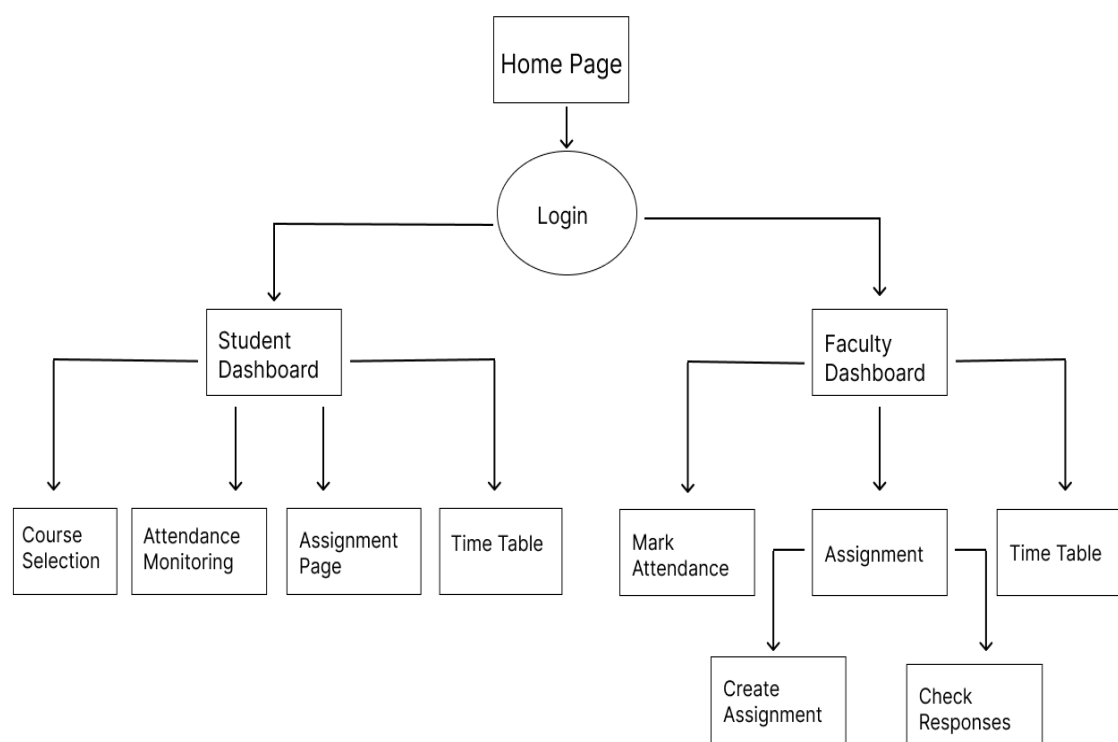 Home Page
Login
Student
Dashboard
Faculty
Dashboard
Course
Selection
Attendance
Monitoring
Assignment
Page
Time Table
Mark
Attendance
Assignment
Time Table
Create
Assignment
Check
Responses